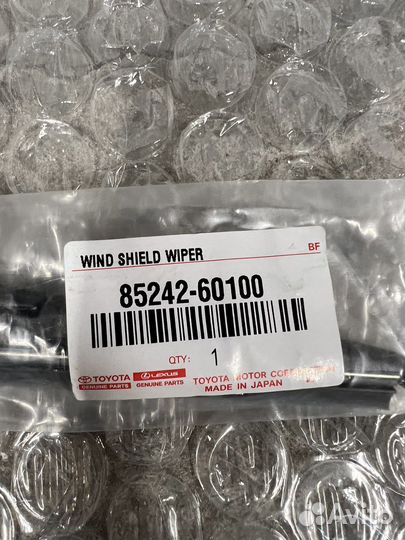 WIND SHIELD WIPER
BF
85242-60100
QTY: 1
TOYOTA
GENUINE PARTS
LEXUS
GENUINE PARTS
TOYOTA MOTOR CORPORATION
MADE IN JAPAN
Avito